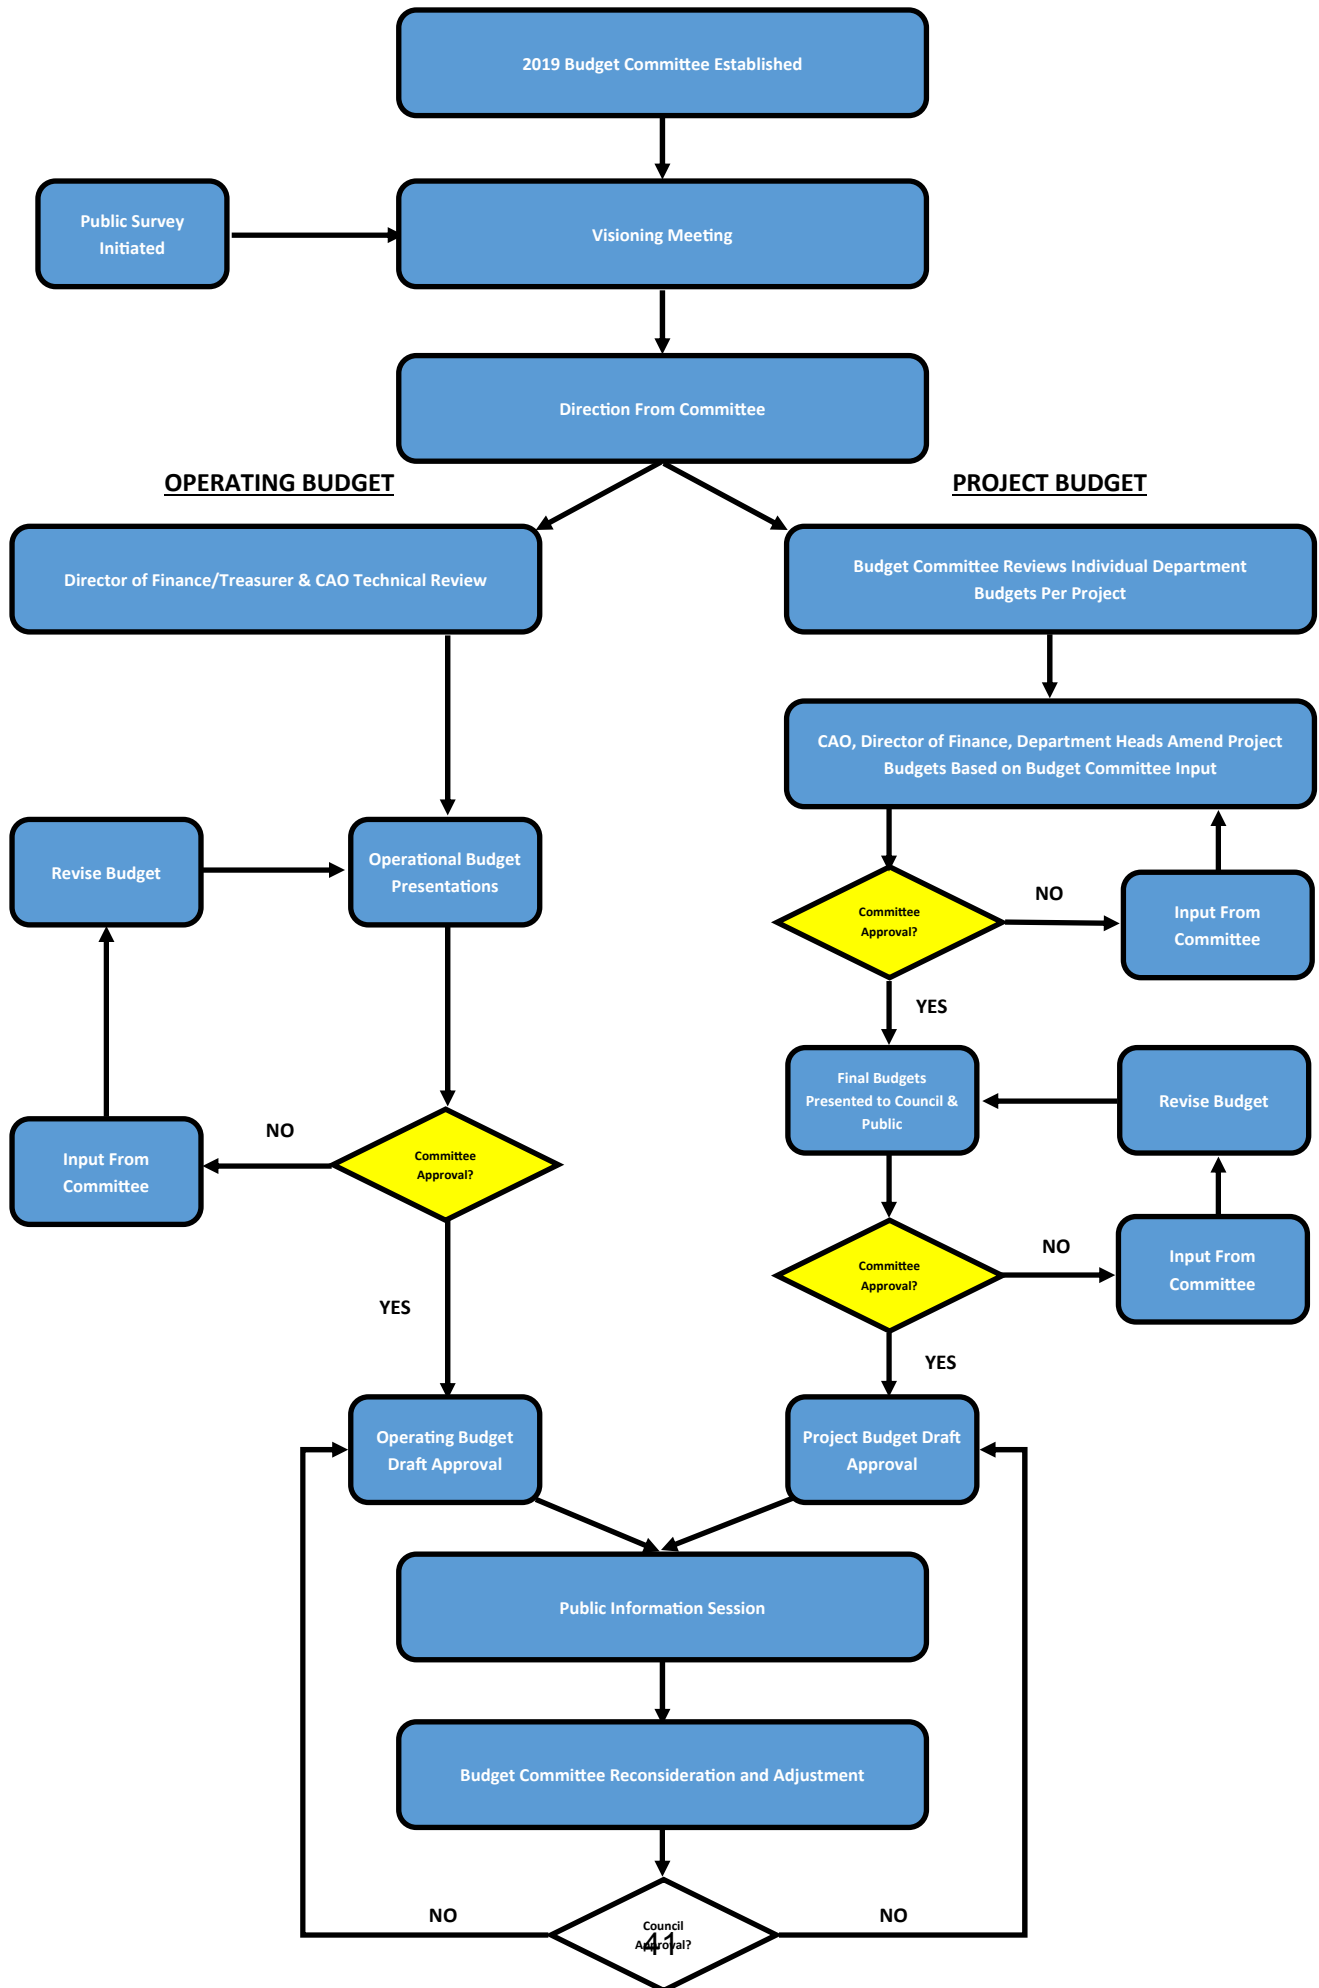 2019 Budget Committee Established
Public Survey
Initiated
Visioning Meeting
Direction From Committee
OPERATING BUDGET
PROJECT BUDGET
Director of Finance/Treasurer & CAO Technical Review
Budget Committee Reviews Individual Department
Budgets Per Project
CAO, Director of Finance, Department Heads Amend Project
Budgets Based on Budget Committee Input
Revise Budget
Operational Budget
Presentations
Committee
Approval?
NO
Input From
Committee
YES
Final Budgets
Presented to Council &
Public
Revise Budget
Input From
Committee
NO
Committee
Approval?
Committee
Approval?
NO
Input From
Committee
YES
YES
Operating Budget
Draft Approval
Project Budget Draft
Approval
Public Information Session
Budget Committee Reconsideration and Adjustment
NO
Council
Approval?
41
NO